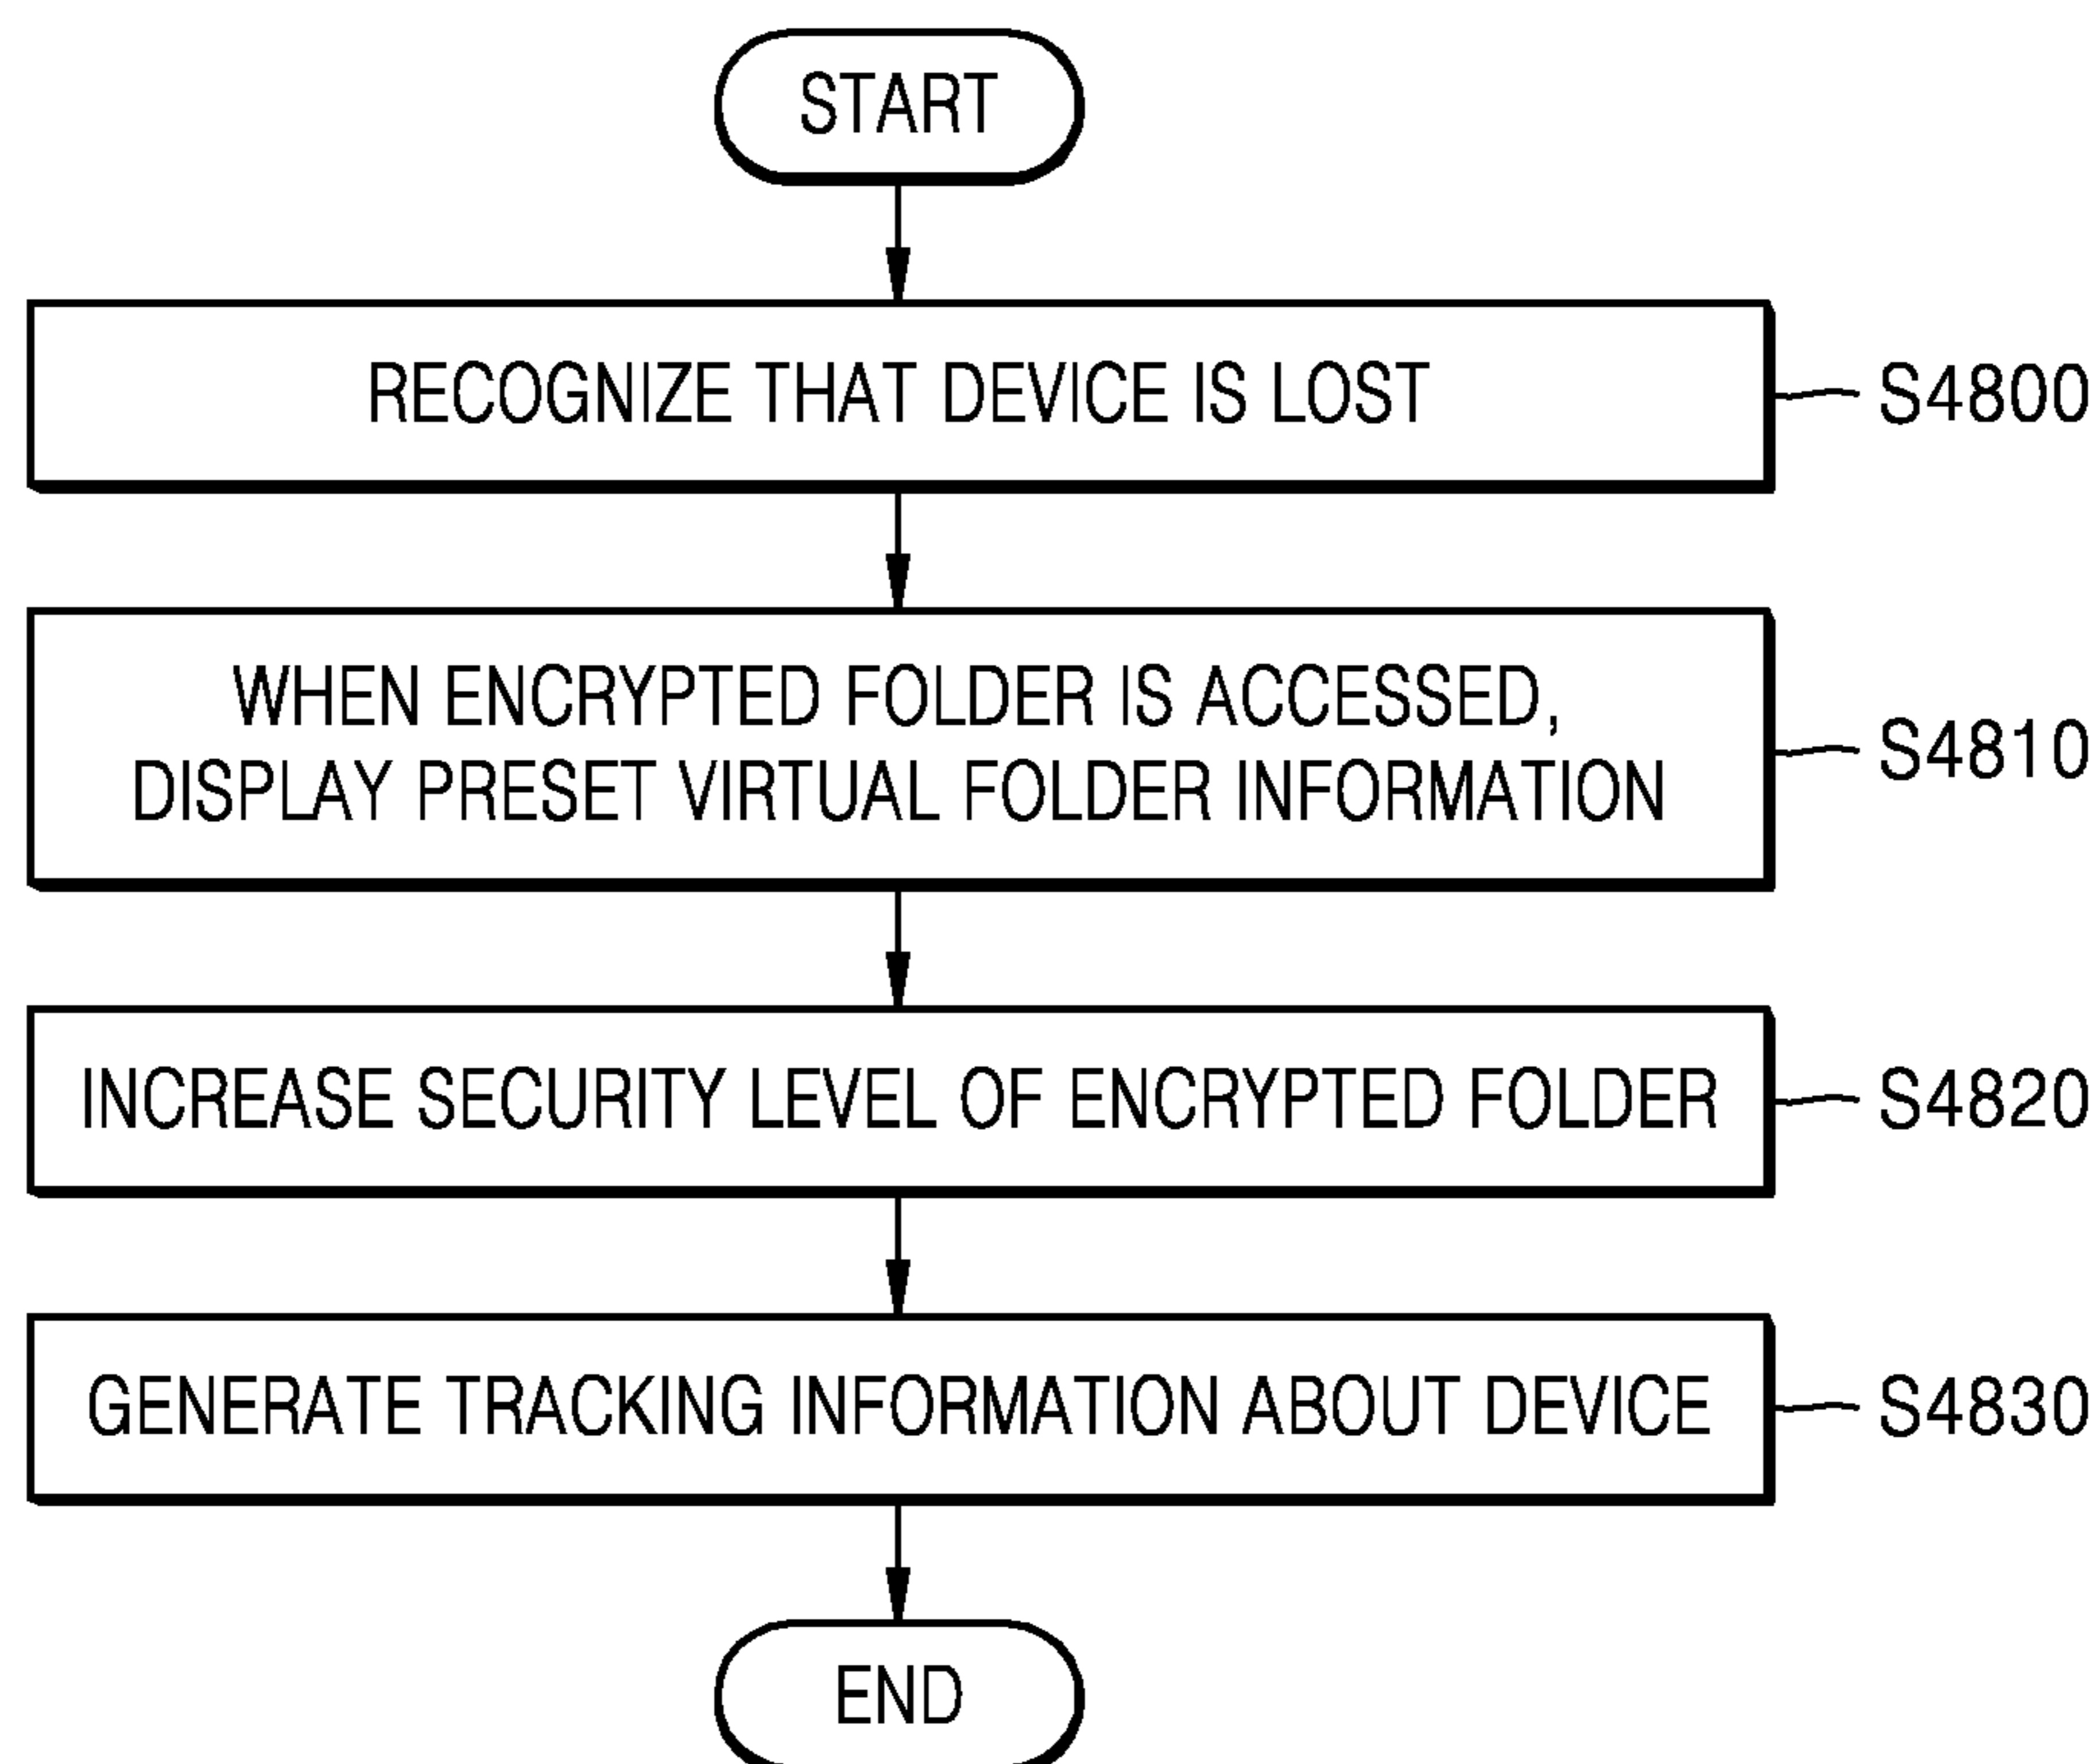 START
RECOGNIZE THAT DEVICE IS LOST
S4800
WHEN ENCRYPTED FOLDER IS ACCESSED,
DISPLAY PRESET VIRTUAL FOLDER INFORMATION
S4810
INCREASE SECURITY LEVEL OF ENCRYPTED FOLDER
S4820
GENERATE TRACKING INFORMATION ABOUT DEVICE
S4830
END